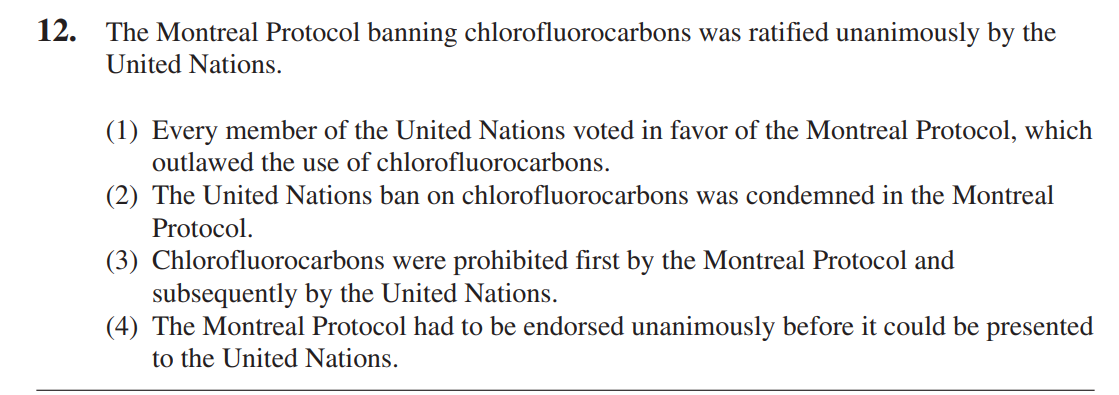 12. The Montreal Protocol banning chlorofluorocarbons was ratified unanimously by the
United Nations.
(1) Every member of the United Nations voted in favor of the Montreal Protocol, which
outlawed the use of chlorofluorocarbons.
(2) The United Nations ban on chlorofluorocarbons was condemned in the Montreal
Protocol.
(3) Chlorofluorocarbons were prohibited first by the Montreal Protocol and
subsequently by the United Nations.
(4) The Montreal Protocol had to be endorsed unanimously before it could be presented
to the United Nations.